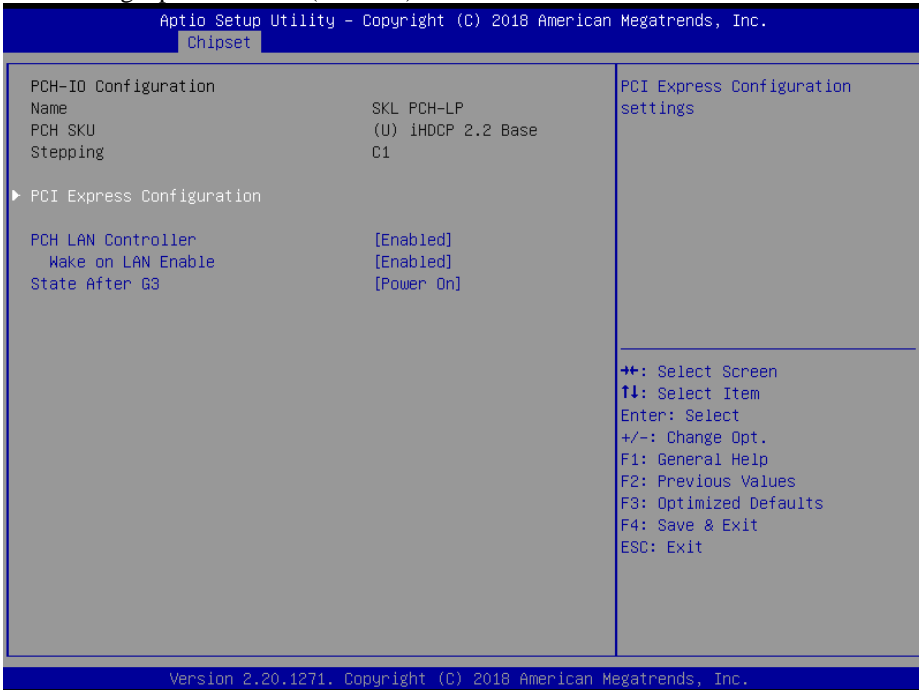 Aptio Setup Utility – Copyright (C) 2018 American Megatrends, Inc.
Chipset
PCH-IO Configuration
Name SKL PCH-LP
PCH SKU (U) iHDCP 2.2 Base
Stepping C1
▶ PCI Express Configuration
PCH LAN Controller [Enabled]
Wake on LAN Enable [Enabled]
State After G3 [Power On]
PCI Express Configuration
settings
→←: Select Screen
↑↓: Select Item
Enter: Select
+/-: Change Opt.
F1: General Help
F2: Previous Values
F3: Optimized Defaults
F4: Save & Exit
ESC: Exit
Version 2.20.1271. Copyright (C) 2018 American Megatrends, Inc.